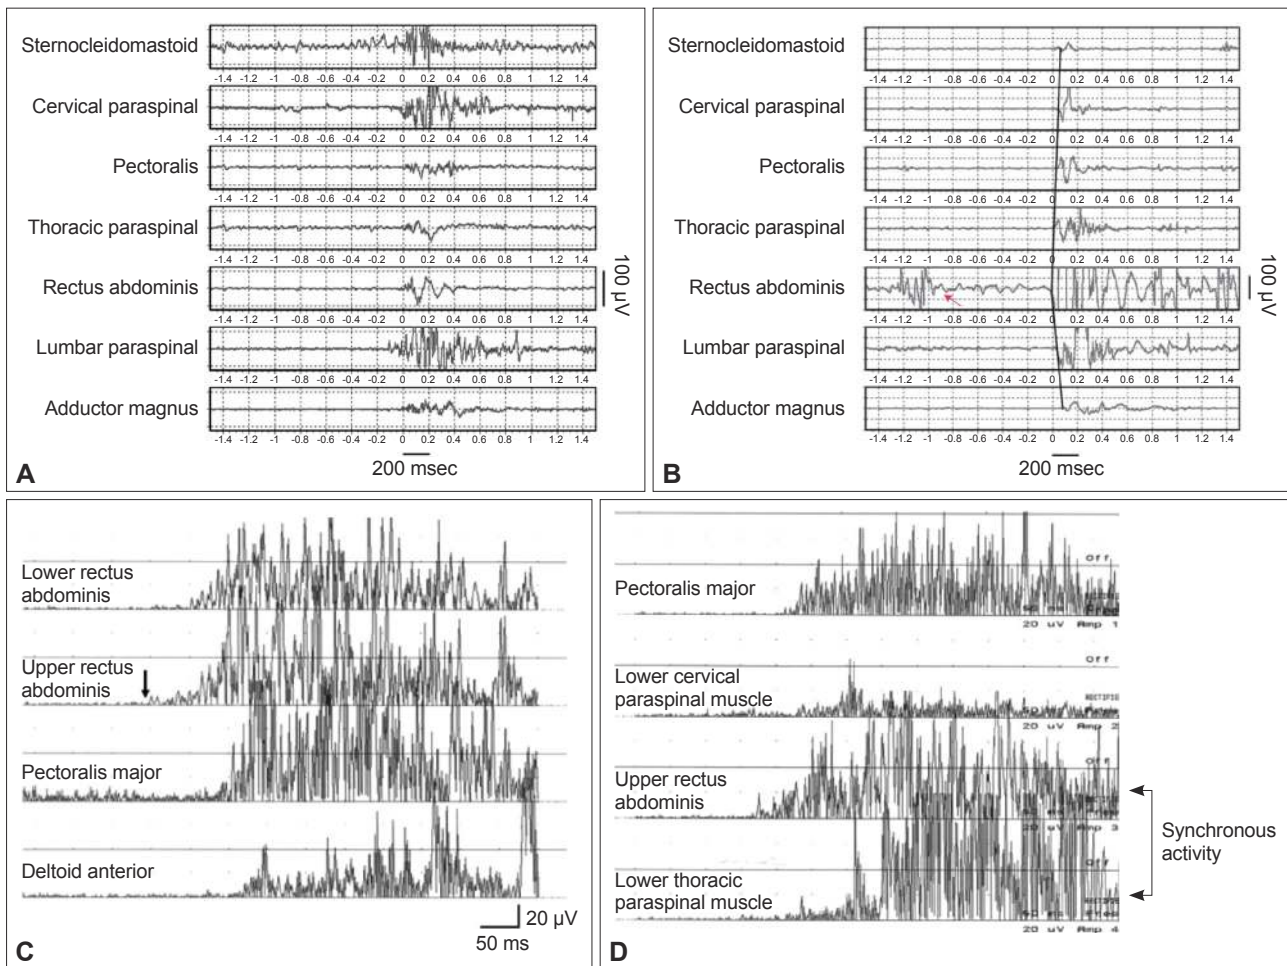 Sternocleidomastoid
-1.4 -1.2 -1 -0.8 -0.6 -0.4 -0.2 0 0.2 0.4 0.6 0.8 1 1.2 1.4
Cervical paraspinal
-1.4 -1.2 -1 -0.8 -0.6 -0.4 -0.2 0 0.2 0.4 0.6 0.8 1 1.2 1.4
Pectoralis
-1.4 -1.2 -1 -0.8 -0.6 -0.4 -0.2 0 0.2 0.4 0.6 0.8 1 1.2 1.4
Thoracic paraspinal
-1.4 -1.2 -1 -0.8 -0.6 -0.4 -0.2 0 0.2 0.4 0.6 0.8 1 1.2 1.4
Rectus abdominis
100 µV
-1.4 -1.2 -1 -0.8 -0.6 -0.4 -0.2 0 0.2 0.4 0.6 0.8 1 1.2 1.4
Lumbar paraspinal
-1.4 -1.2 -1 -0.8 -0.6 -0.4 -0.2 0 0.2 0.4 0.6 0.8 1 1.2 1.4
Adductor magnus
-1.4 -1.2 -1 -0.8 -0.6 -0.4 -0.2 0 0.2 0.4 0.6 0.8 1 1.2 1.4
200 msec
A
Sternocleidomastoid
-1.4 -1.2 -1 -0.8 -0.6 -0.4 -0.2 0 0.2 0.4 0.6 0.8 1 1.2 1.4
Cervical paraspinal
-1.4 -1.2 -1 -0.8 -0.6 -0.4 -0.2 0 0.2 0.4 0.6 0.8 1 1.2 1.4
Pectoralis
-1.4 -1.2 -1 -0.8 -0.6 -0.4 -0.2 0 0.2 0.4 0.6 0.8 1 1.2 1.4
Thoracic paraspinal
-1.4 -1.2 -1 -0.8 -0.6 -0.4 -0.2 0 0.2 0.4 0.6 0.8 1 1.2 1.4
Rectus abdominis
100 µV
-1.4 -1.2 -1 -0.8 -0.6 -0.4 -0.2 0 0.2 0.4 0.6 0.8 1 1.2 1.4
Lumbar paraspinal
-1.4 -1.2 -1 -0.8 -0.6 -0.4 -0.2 0 0.2 0.4 0.6 0.8 1 1.2 1.4
Adductor magnus
-1.4 -1.2 -1 -0.8 -0.6 -0.4 -0.2 0 0.2 0.4 0.6 0.8 1 1.2 1.4
200 msec
B
Lower rectus
abdominis
Upper rectus
abdominis
Pectoralis major
Deltoid anterior
20 µV
50 ms
C
Off
Pectoralis major
Free
20 uV Amp 1
Off
Lower cervical
paraspinal muscle
20 uV Amp 2
Off
Upper rectus
abdominis
20 uV Amp 3
Synchronous
activity
Off
Lower thoracic
paraspinal muscle
50 ms Free
20 uV Amp 4
D